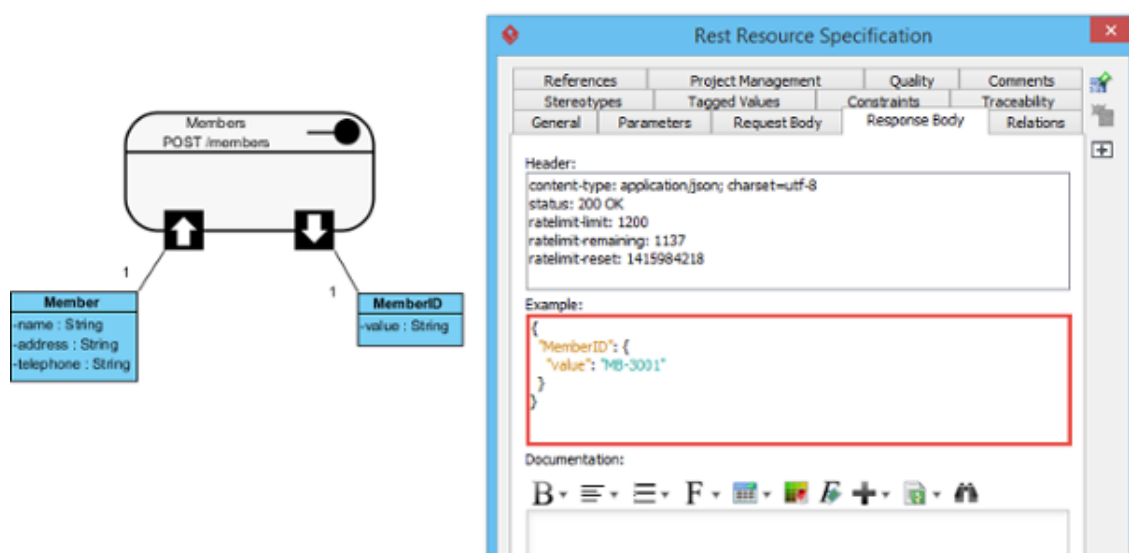 Members
POST /members
1
1
Member
-name : String
-address : String
-telephone : String
MemberID
-value : String
Rest Resource Specification
References Project Management Quality Comments
Stereotypes Tagged Values Constraints Traceability
General Parameters Request Body Response Body Relations
Header:
content-type: application/json; charset=utf-8
status: 200 OK
ratelimit-limit: 1200
ratelimit-remaining: 1137
ratelimit-reset: 1415984218
Example:
{
"MemberID": {
"value": "MB-3001"
}
}
Documentation:
B F